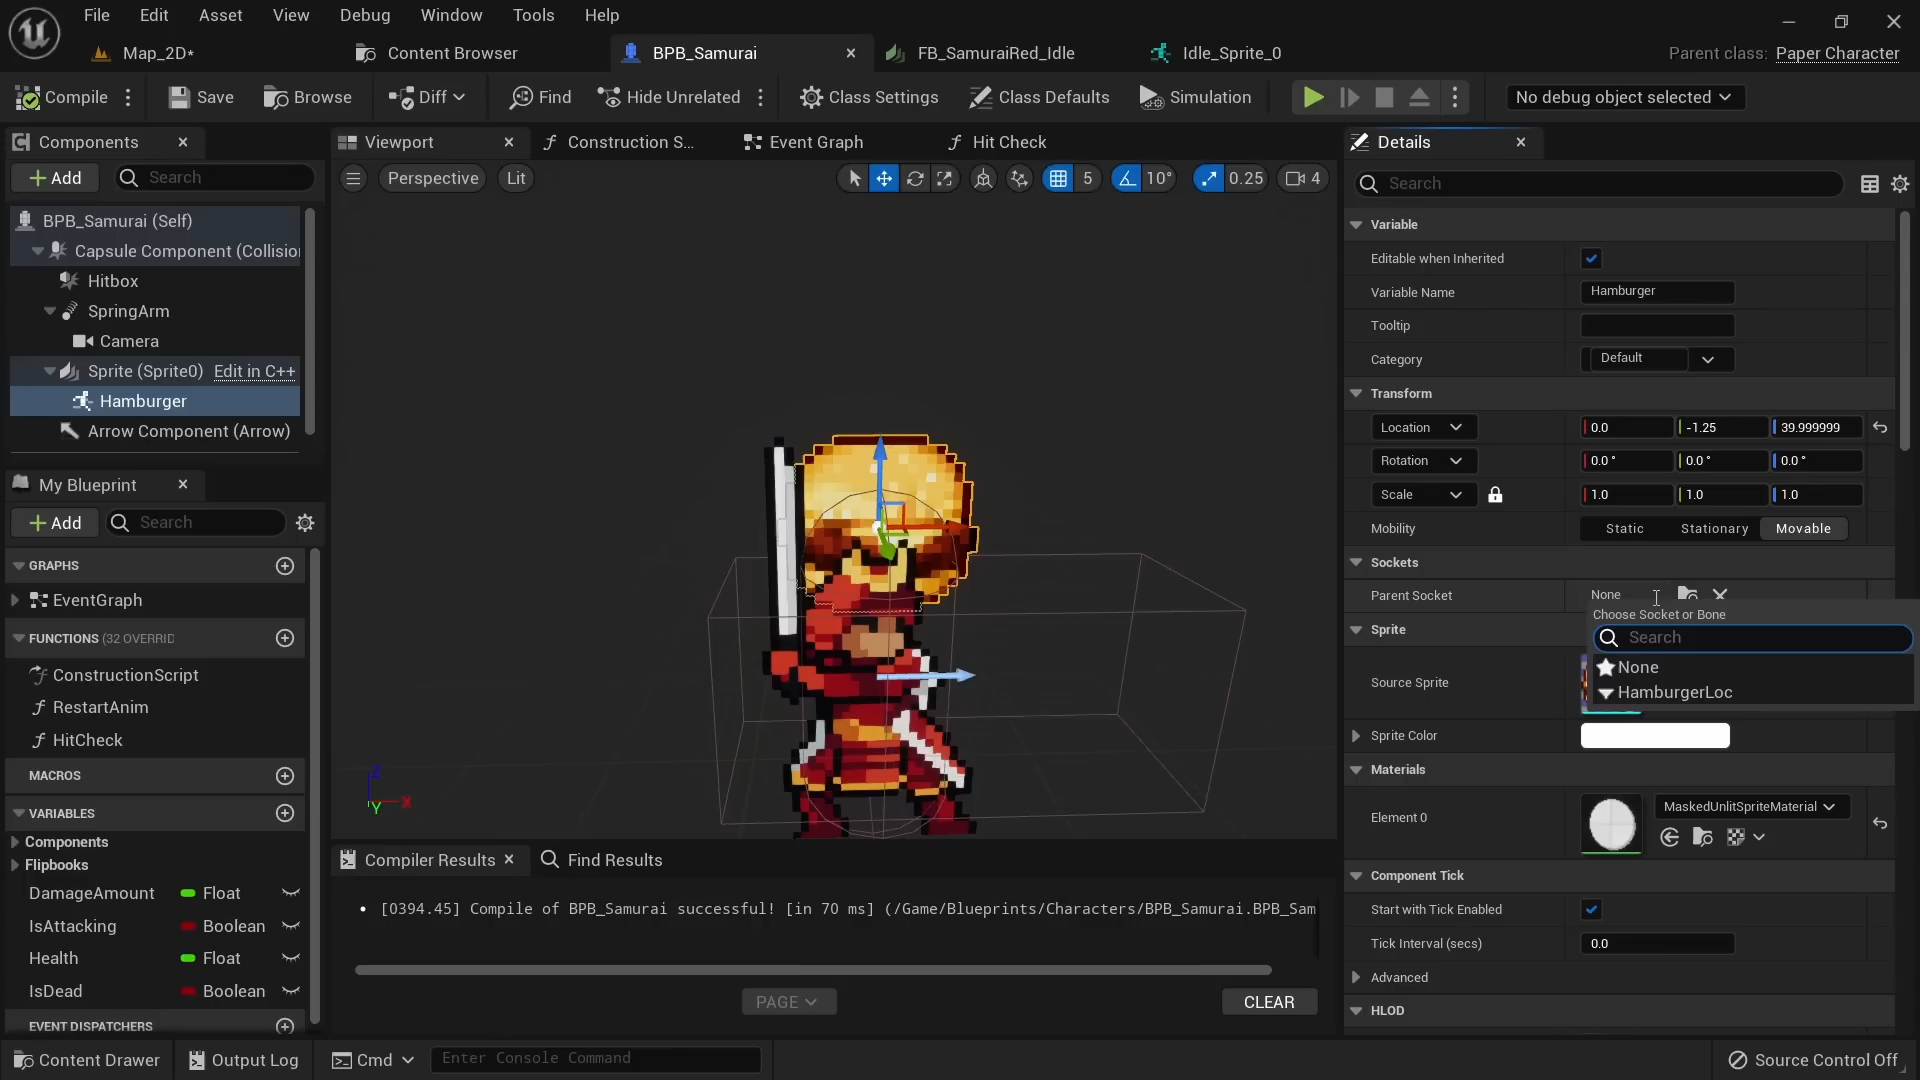 File Edit Asset View Debug Window Tools Help
Map_2D* Content Browser BPB_Samurai FB_SamuraiRed_Idle Idle_Sprite_0 Parent class: Paper Character
Compile Save Browse Diff Find Hide Unrelated Class Settings Class Defaults Simulation No debug object selected
Components Viewport Construction S... Event Graph Hit Check Details
+ Add Search Perspective Lit 5 10° 0.25 4 Search
BPB_Samurai (Self)
Capsule Component (Collisio
Hitbox
SpringArm
Camera
Sprite (Sprite0) Edit in C++
Hamburger
Arrow Component (Arrow)
My Blueprint
+ Add Search
GRAPHS
EventGraph
FUNCTIONS (32 OVERRID
ConstructionScript
RestartAnim
HitCheck
MACROS
VARIABLES
Components
Flipbooks
DamageAmount Float
IsAttacking Boolean
Health Float
IsDead Boolean
EVENT DISPATCHERS
Z
Y X
Compiler Results Find Results
• [0394.45] Compile of BPB_Samurai successful! [in 70 ms] (/Game/Blueprints/Characters/BPB_Samurai.BPB_Sam
PAGE CLEAR
Variable
Editable when Inherited
Variable Name Hamburger
Tooltip
Category Default
Transform
Location 0.0 -1.25 39.999999
Rotation 0.0 ° 0.0 ° 0.0 °
Scale 1.0 1.0 1.0
Mobility Static Stationary Movable
Sockets
Parent Socket None
Choose Socket or Bone
Sprite Search
None
Source Sprite HamburgerLoc
Sprite Color
Materials
Element 0 MaskedUnlitSpriteMaterial
Component Tick
Start with Tick Enabled
Tick Interval (secs) 0.0
Advanced
HLOD
Content Drawer Output Log Cmd Enter Console Command Source Control Off